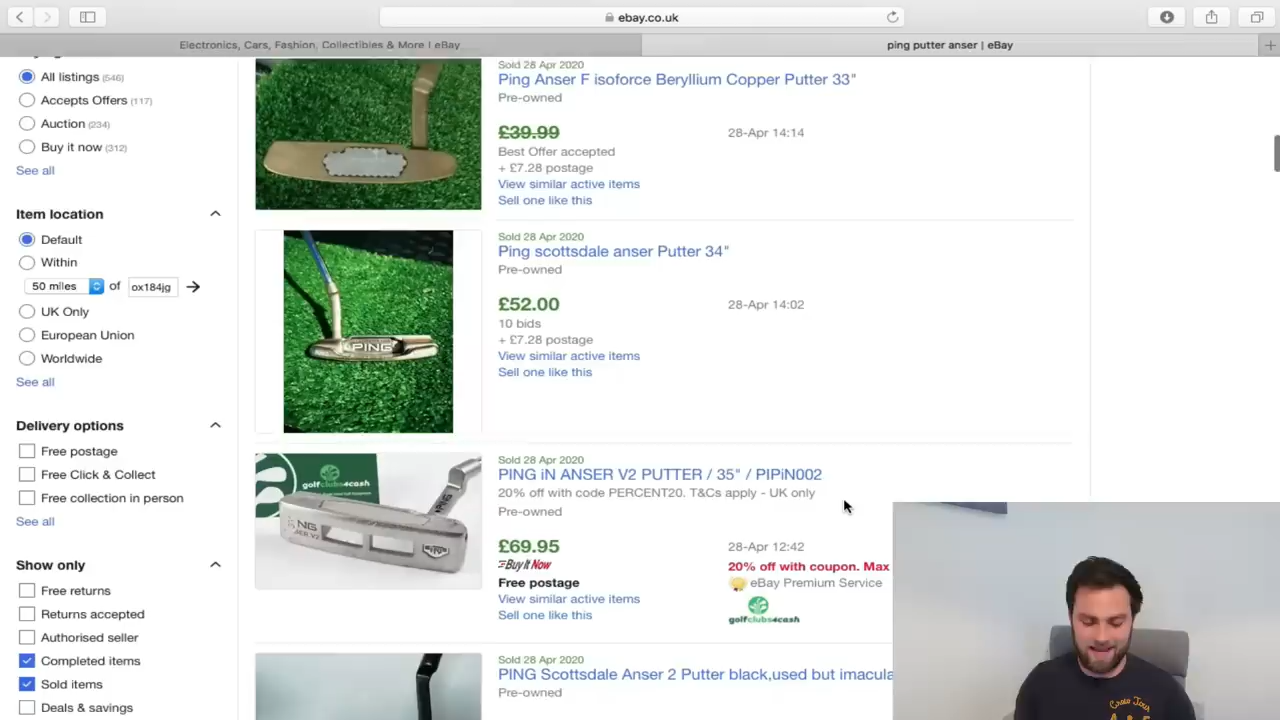 ebay.co.uk
Electronics, Cars, Fashion, Collectibles & More | eBay
ping putter anser | eBay
All listings (546)
Accepts Offers (117)
Auction (234)
Buy it now (312)
See all
Item location
Default
Within
50 miles of ox184jg
UK Only
European Union
Worldwide
See all
Delivery options
Free postage
Free Click & Collect
Free collection in person
See all
Show only
Free returns
Returns accepted
Authorised seller
Completed items
Sold items
Deals & savings
Sold 28 Apr 2020
Ping Anser F isoforce Beryllium Copper Putter 33"
Pre-owned
£39.99 28-Apr 14:14
Best Offer accepted
+ £7.28 postage
View similar active items
Sell one like this
PING
Sold 28 Apr 2020
Ping scottsdale anser Putter 34"
Pre-owned
£52.00 28-Apr 14:02
10 bids
+ £7.28 postage
View similar active items
Sell one like this
golfclubs4cash
Sold 28 Apr 2020
PING iN ANSER V2 PUTTER / 35" / PIPiN002
20% off with code PERCENT20. T&Cs apply - UK only
Pre-owned
£69.95 28-Apr 12:42
Buy It Now 20% off with coupon. Max
Free postage eBay Premium Service
View similar active items
Sell one like this
golfclubs4cash
Sold 28 Apr 2020
PING Scottsdale Anser 2 Putter black,used but imacula
Pre-owned